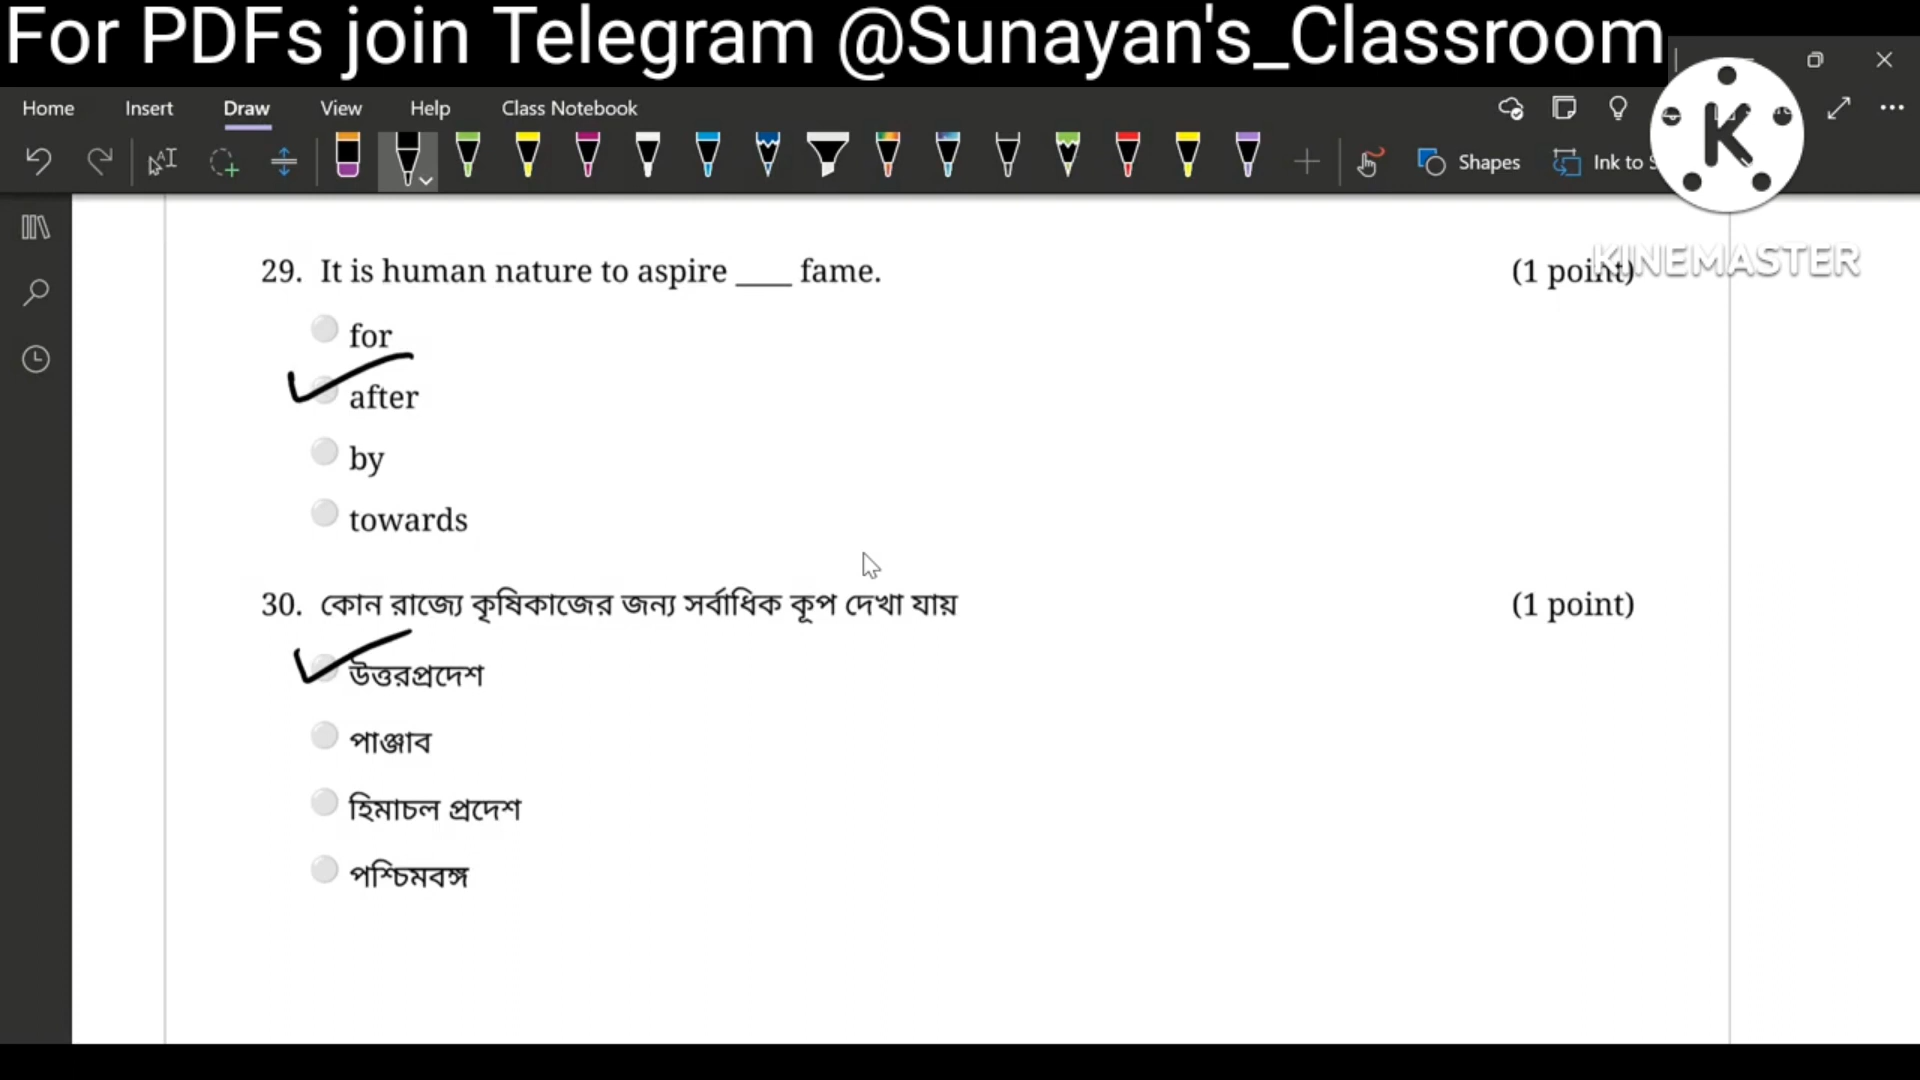 For PDFs join Telegram @Sunayan's_Classroom
Home Insert Draw View Help Class Notebook
Shapes Ink to S
K
KINEMASTER
29. It is human nature to aspire ____ fame. (1 point)
for
after
by
towards
30. কোন রাজ্যে কৃষিকাজের জন্য সর্বাধিক কূপ দেখা যায় (1 point)
উত্তরপ্রদেশ
পাঞ্জাব
হিমাচল প্রদেশ
পশ্চিমবঙ্গ